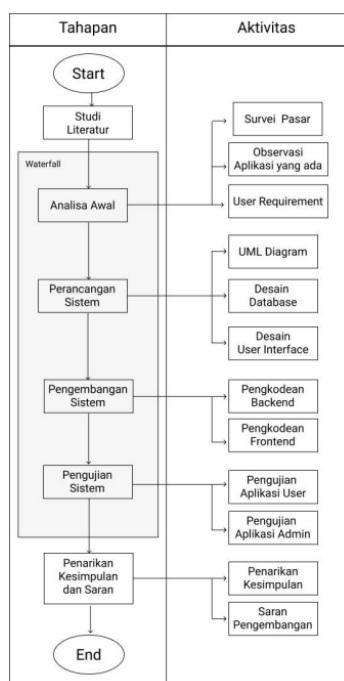 Tahapan
Aktivitas
Start
Studi
Literatur
Waterfall
Analisa Awal
Survei Pasar
Observasi
Aplikasi yang ada
User Requirement
Perancangan
Sistem
UML Diagram
Desain
Database
Desain
User Interface
Pengembangan
Sistem
Pengkodean
Backend
Pengkodean
Frontend
Pengujian
Sistem
Pengujian
Aplikasi User
Pengujian
Aplikasi Admin
Penarikan
Kesimpulan
dan Saran
Penarikan
Kesimpulan
Saran
Pengembangan
End